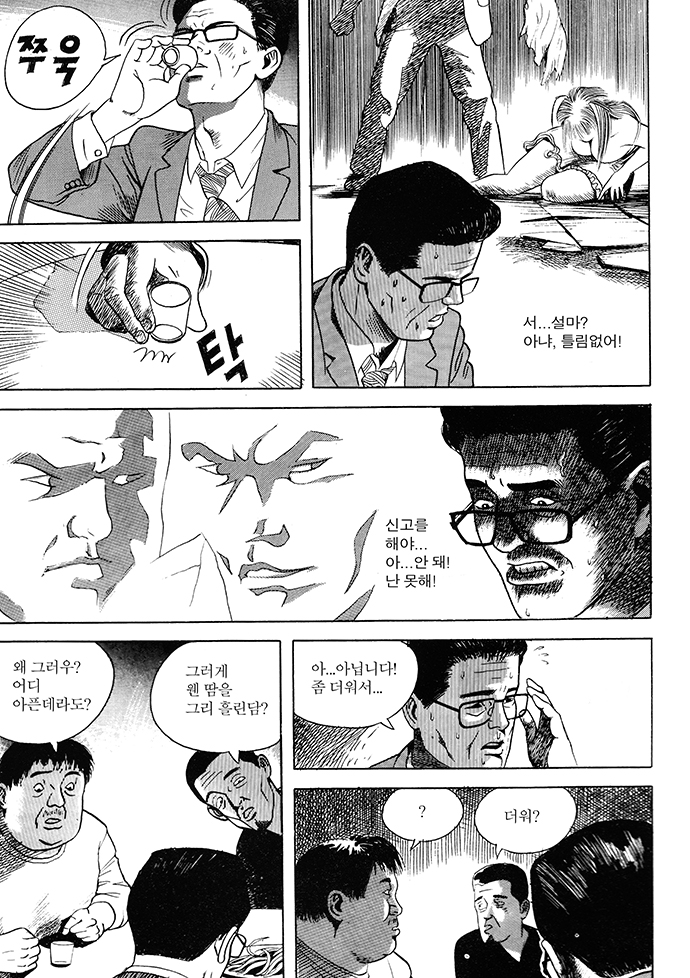 쭈욱
탁
서...설마?
아냐, 틀림없어!
신고를
해야...
아...안 돼!
난 못해!
왜 그러우?
어디
아픈데라도?
그러게
웬 땀을
그리 흘린담?
아...아닙니다!
좀 더워서...
?
더워?